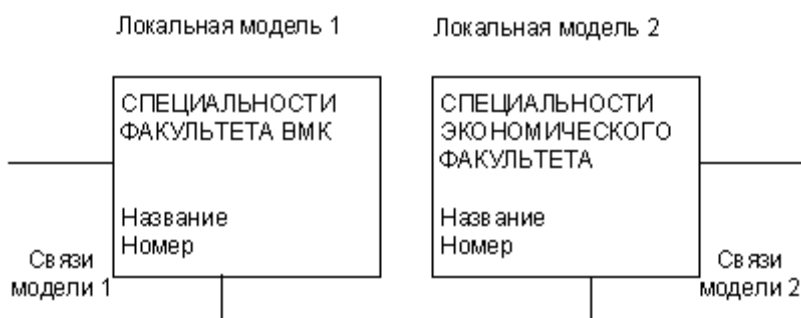 Локальная модель 1
Локальная модель 2
СПЕЦИАЛЬНОСТИ
ФАКУЛЬТЕТА ВМК
Название
Номер
СПЕЦИАЛЬНОСТИ
ЭКОНОМИЧЕСКОГО
ФАКУЛЬТЕТА
Название
Номер
Связи
модели 1
Связи
модели 2